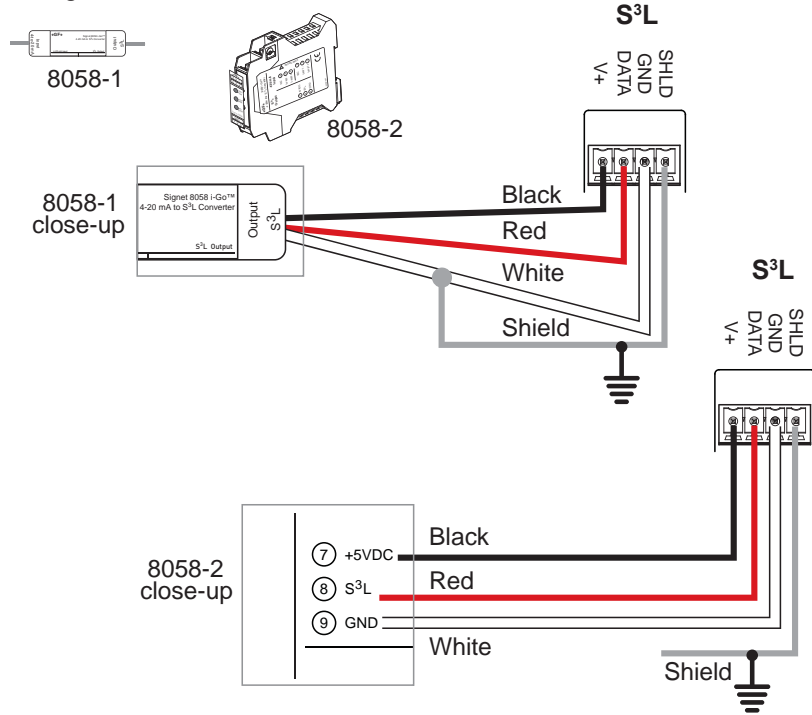 S³L
8058-1
8058-2
V+
DATA
GND
SHLD
8058-1
close-up
Signet 8058 i-Go™
4-20 mA to S³L Converter
S³L Output
Output
S³L
Black
Red
White
Shield
S³L
V+
DATA
GND
SHLD
8058-2
close-up
7 +5VDC
8 S³L
9 GND
Black
Red
White
Shield